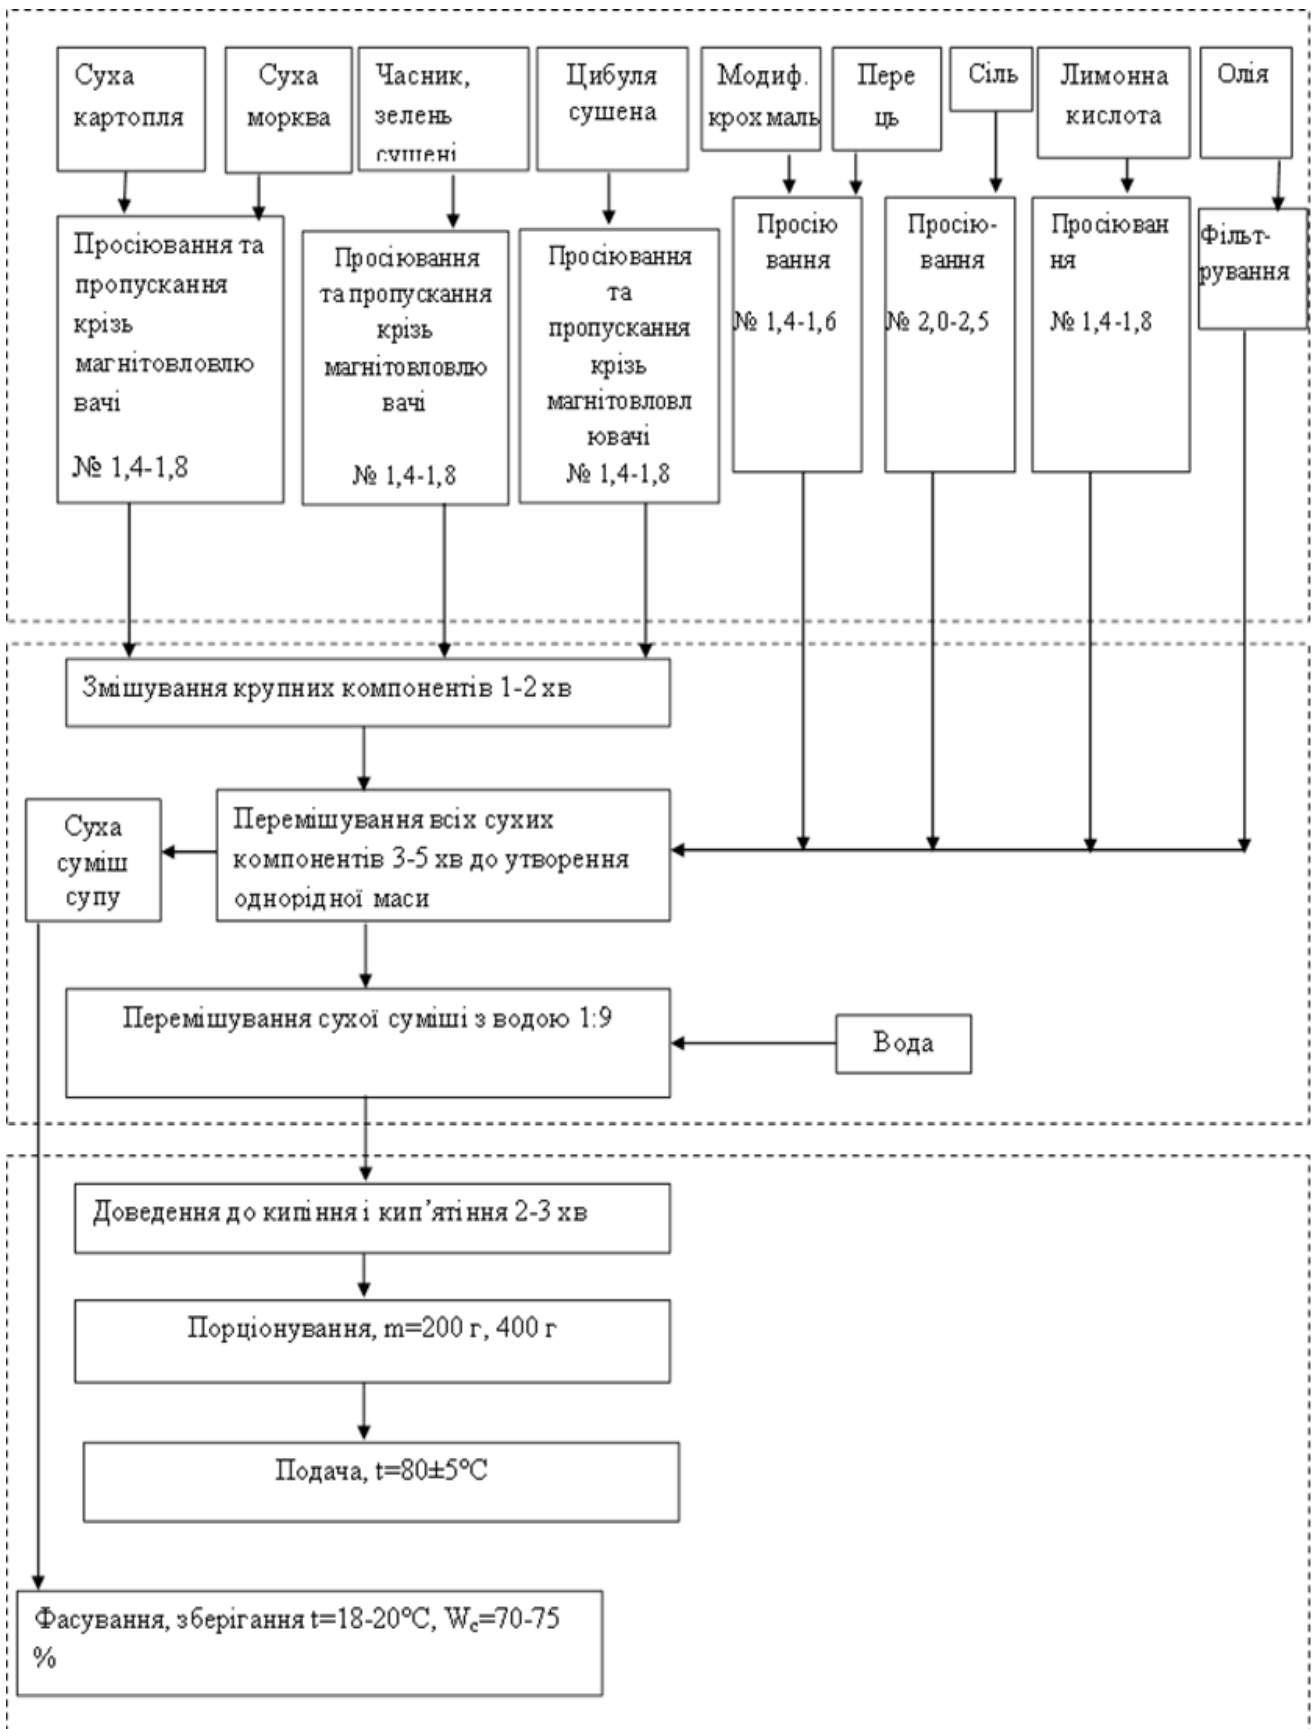 Суха
картопля
Суха
морква
Часник,
зелень
сушені
Цибуля
сушена
Модиф.
крохмаль
Пере
ць
Сіль
Лимонна
кислота
Олія
Просіювання та
пропускання
крізь
магнітовловлю
вачі
№ 1,4-1,8
Просіювання
та пропускання
крізь
магнітовловлю
вачі
№ 1,4-1,8
Просіювання
та
пропускання
крізь
магнітовловл
ювачі
№ 1,4-1,8
Просію
вання
№ 1,4-1,6
Просію-
вання
№ 2,0-2,5
Просіюван
ня
№ 1,4-1,8
Фільт-
рування
Змішування крупних компонентів 1-2 хв
Суха
суміш
супу
Перемішування всіх сухих
компонентів 3-5 хв до утворення
однорідної маси
Перемішування сухої суміші з водою 1:9
Вода
Доведення до кипіння і кип’ятіння 2-3 хв
Порціонування, m=200 г, 400 г
Подача, t=80±5°С
Фасування, зберігання t=18-20°С, Wс=70-75
%